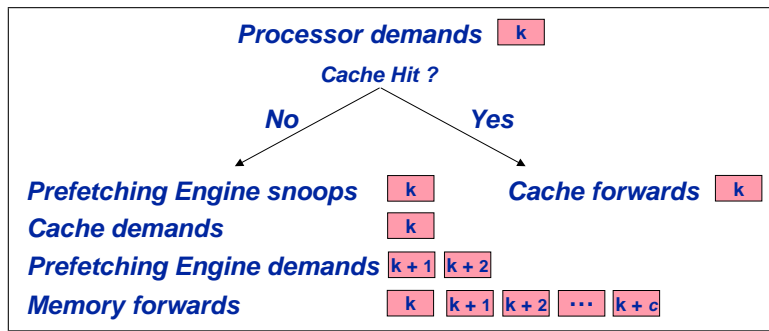 Processor demands k
Cache Hit ?
No Yes
Prefetching Engine snoops k Cache forwards k
Cache demands k
Prefetching Engine demands k + 1 k + 2
Memory forwards k k + 1 k + 2 ... k + c